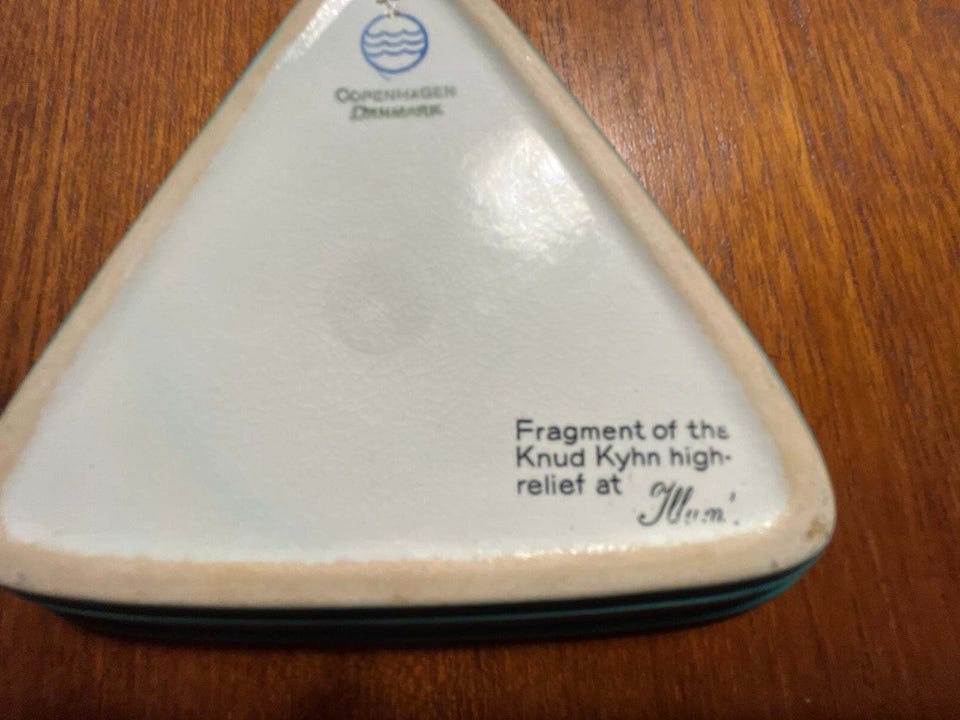 COPENHAGEN
DENMARK
Fragment of the
Knud Kyhn high-
relief at Illum